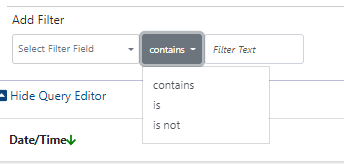 Add Filter
Select Filter Field contains Filter Text
contains
is
is not
Hide Query Editor
Date/Time